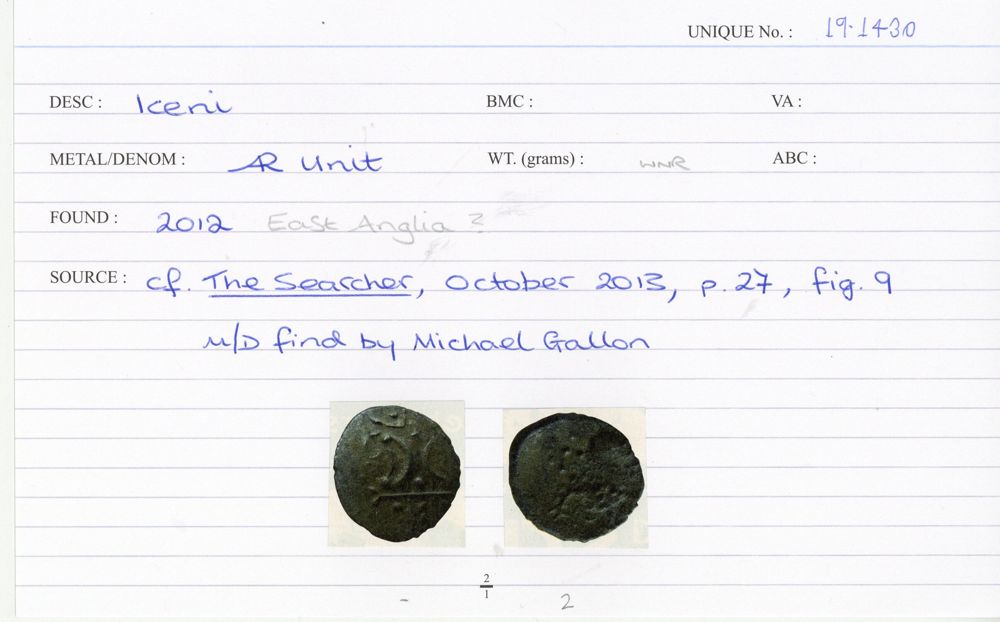 UNIQUE No. : 19.1430
DESC : Iceni BMC : VA :
METAL/DENOM : AR Unit WT. (grams) : WNR ABC :
FOUND : 2012 East Anglia ?
SOURCE : cf. The Searcher, October 2013, p. 27, fig. 9
M/D find by Michael Gallon
2
1
- 2